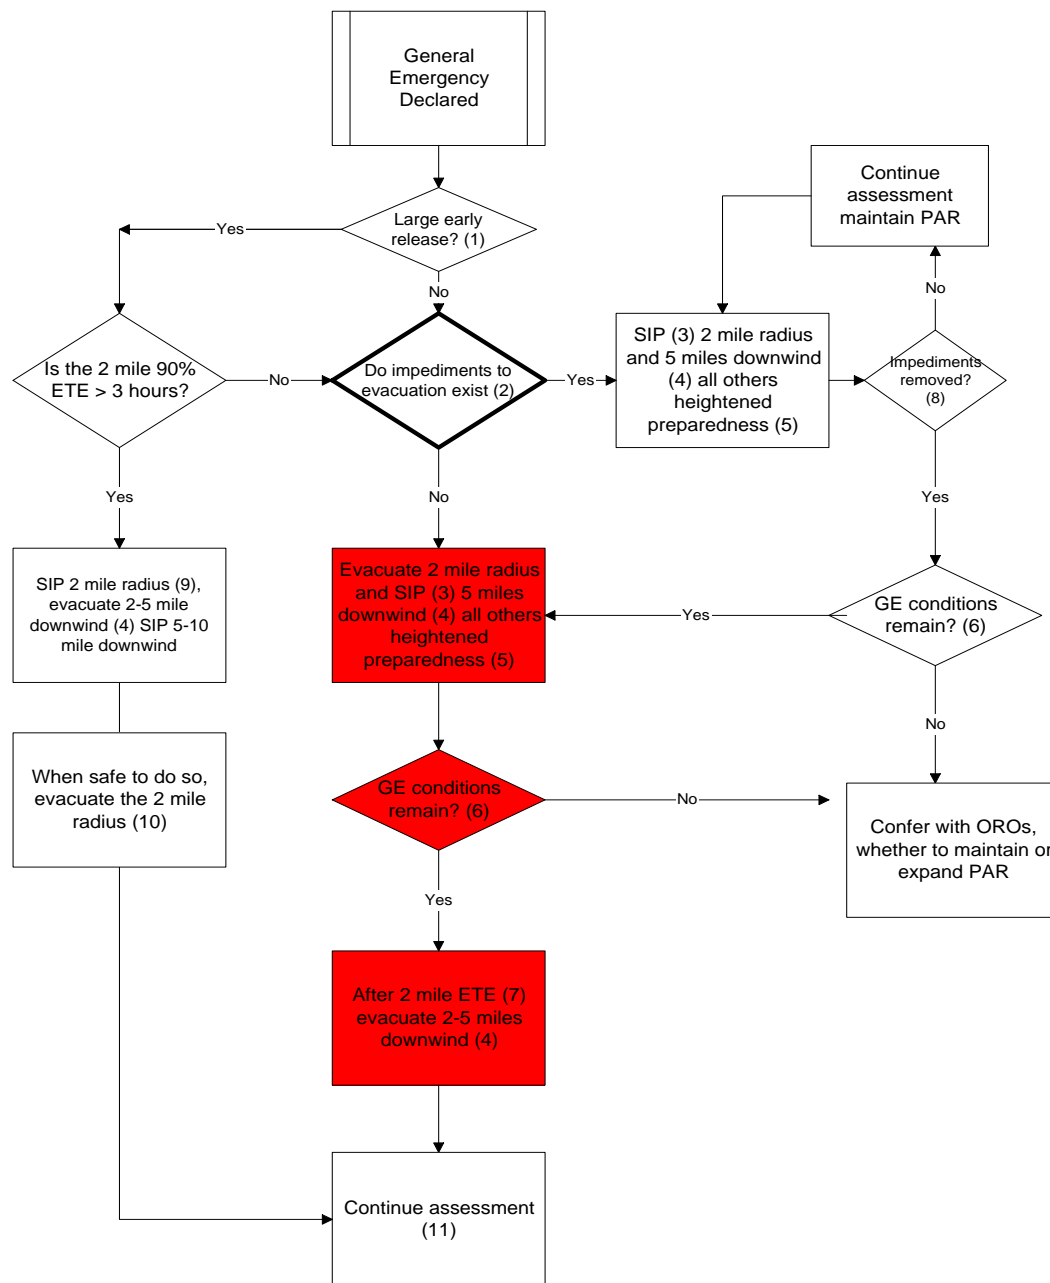 General
Emergency
Declared
Continue
assessment
maintain PAR
Large early
release? (1)
Yes
No
No
Is the 2 mile 90%
ETE > 3 hours?
No
Do impediments to
evacuation exist (2)
Yes
SIP (3) 2 mile radius
and 5 miles downwind
(4) all others
heightened
preparedness (5)
Impediments
removed?
(8)
Yes
No
Yes
SIP 2 mile radius (9),
evacuate 2-5 mile
downwind (4) SIP 5-10
mile downwind
Evacuate 2 mile radius
and SIP (3) 5 miles
downwind (4) all others
heightened
preparedness (5)
Yes
GE conditions
remain? (6)
No
When safe to do so,
evacuate the 2 mile
radius (10)
GE conditions
remain? (6)
No
Confer with OROs,
whether to maintain or
expand PAR
Yes
After 2 mile ETE (7)
evacuate 2-5 miles
downwind (4)
Continue assessment
(11)